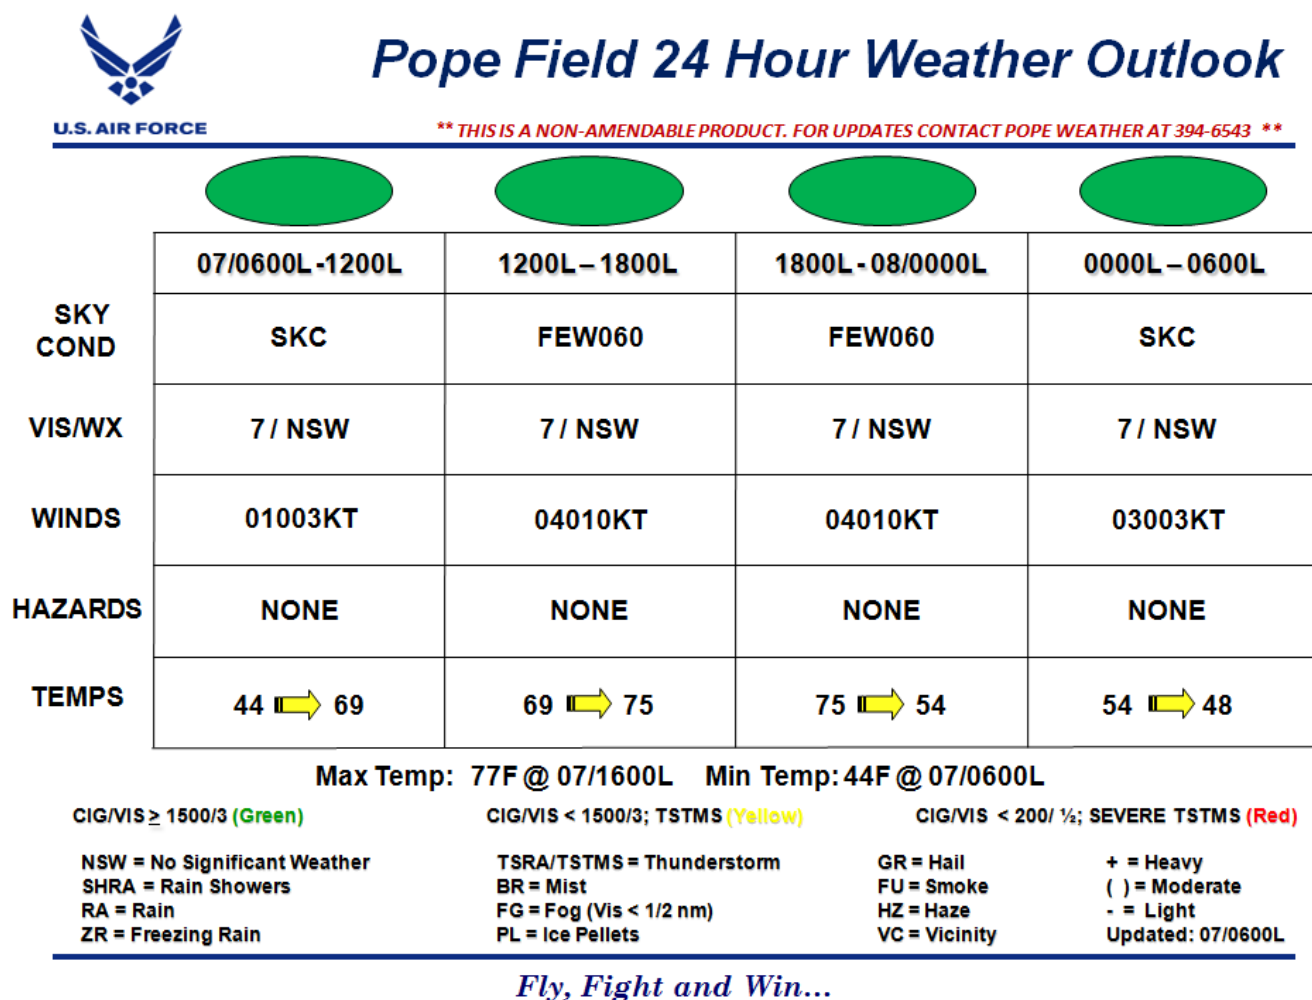 Pope Field 24 Hour Weather Outlook
U.S. AIR FORCE
** THIS IS A NON-AMENDABLE PRODUCT. FOR UPDATES CONTACT POPE WEATHER AT 394-6543 **
07/0600L-1200L 1200L – 1800L 1800L - 08/0000L 0000L – 0600L
SKY
COND SKC FEW060 FEW060 SKC
VIS/WX 7 / NSW 7 / NSW 7 / NSW 7 / NSW
WINDS 01003KT 04010KT 04010KT 03003KT
HAZARDS NONE NONE NONE NONE
TEMPS 44 69 69 75 75 54 54 48
Max Temp: 77F @ 07/1600L Min Temp: 44F @ 07/0600L
CIG/VIS ≥ 1500/3 (Green) CIG/VIS < 1500/3; TSTMS (Yellow) CIG/VIS < 200/ ½; SEVERE TSTMS (Red)
NSW = No Significant Weather TSRA/TSTMS = Thunderstorm GR = Hail + = Heavy
SHRA = Rain Showers BR = Mist FU = Smoke ( ) = Moderate
RA = Rain FG = Fog (Vis < 1/2 nm) HZ = Haze - = Light
ZR = Freezing Rain PL = Ice Pellets VC = Vicinity Updated: 07/0600L
Fly, Fight and Win...